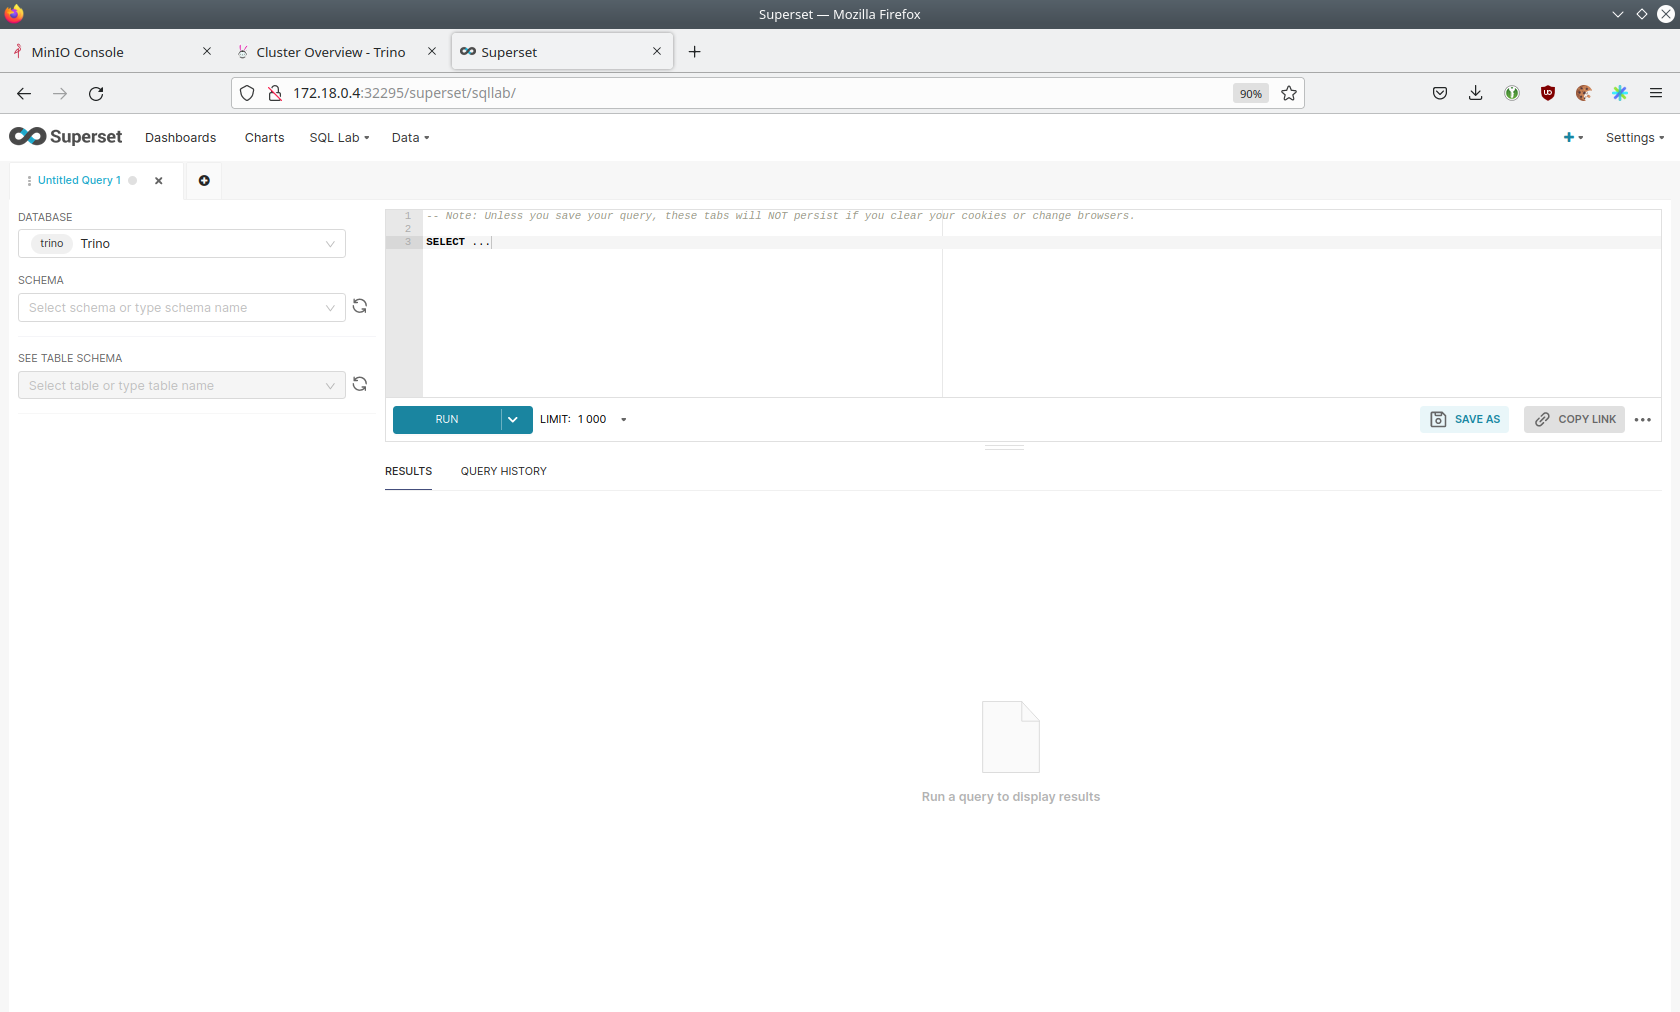 Superset — Mozilla Firefox
MinIO Console
Cluster Overview - Trino
Superset
172.18.0.4:32295/superset/sqllab/
90%
Superset
Dashboards
Charts
SQL Lab
Data
Settings
Untitled Query 1
DATABASE
trino Trino
SCHEMA
Select schema or type schema name
SEE TABLE SCHEMA
Select table or type table name
1 -- Note: Unless you save your query, these tabs will NOT persist if you clear your cookies or change browsers.
2
3 SELECT ...
RUN
LIMIT: 1 000
SAVE AS
COPY LINK
RESULTS
QUERY HISTORY
Run a query to display results